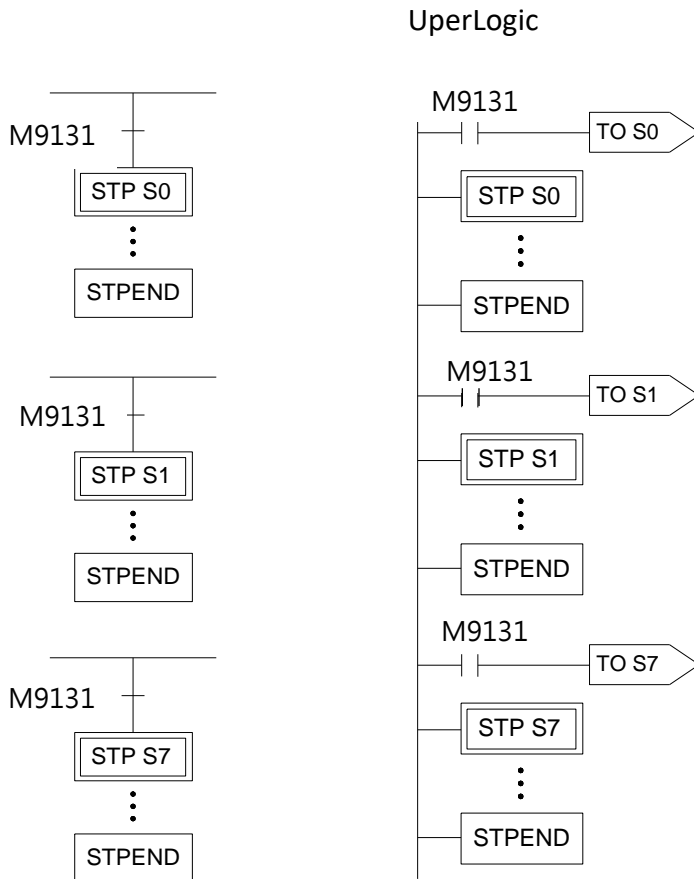 UperLogic
M9131
STP S0
STPEND
M9131
STP S1
STPEND
M9131
STP S7
STPEND
M9131
TO S0
STP S0
STPEND
M9131
TO S1
STP S1
STPEND
M9131
TO S7
STP S7
STPEND